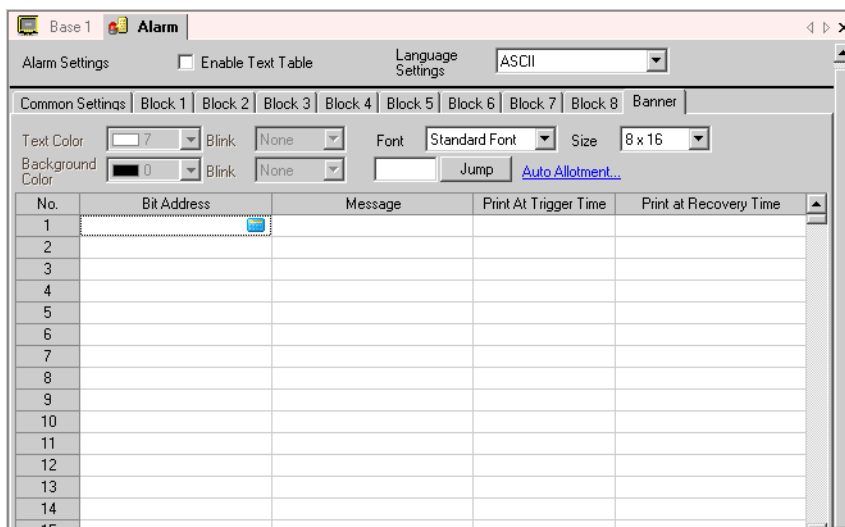 Base 1 Alarm
Alarm Settings Enable Text Table Language Settings ASCII
Common Settings Block 1 Block 2 Block 3 Block 4 Block 5 Block 6 Block 7 Block 8 Banner
Text Color 7 Blink None Font Standard Font Size 8 x 16
Background Color 0 Blink None Jump Auto Allotment...
No. Bit Address Message Print At Trigger Time Print at Recovery Time
1
2
3
4
5
6
7
8
9
10
11
12
13
14
15